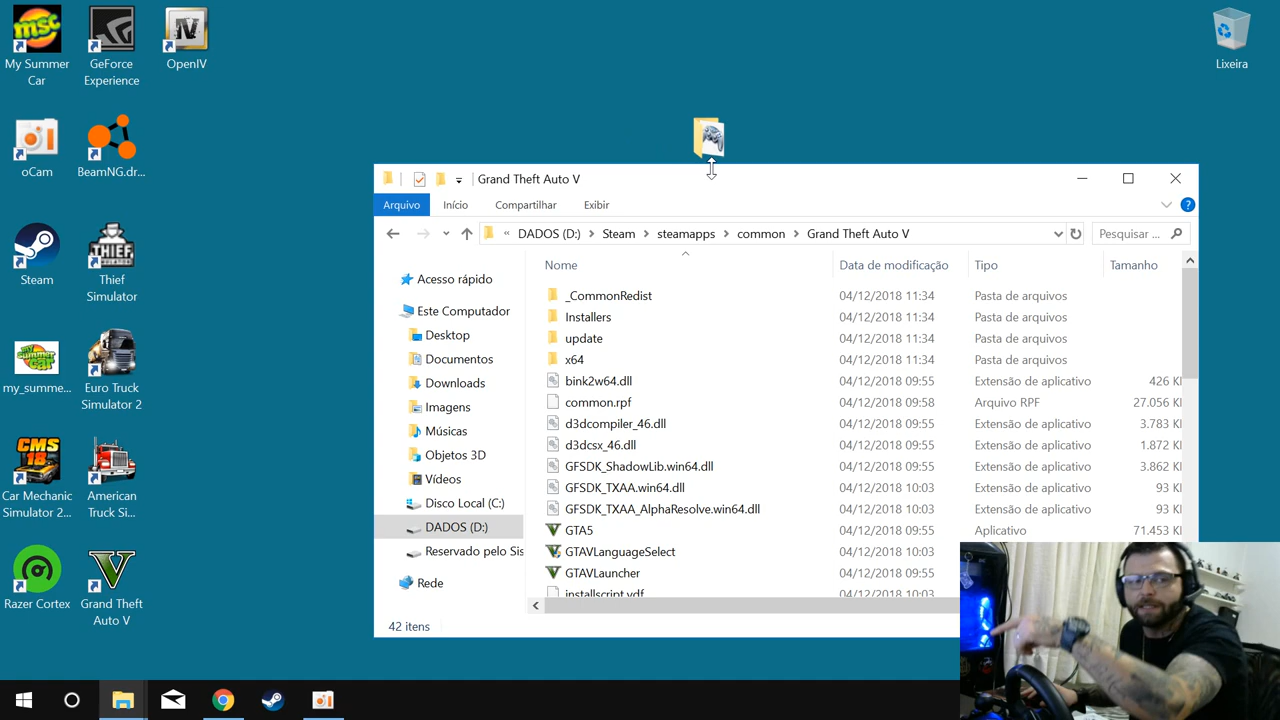 My Summer
Car
GeForce
Experience
OpenIV
Lixeira
oCam
BeamNG.dr...
Steam
Thief
Simulator
my_summe...
Euro Truck
Simulator 2
Car Mechanic
Simulator 2...
American
Truck Si...
Razer Cortex
Grand Theft
Auto V
Grand Theft Auto V
Arquivo
Início
Compartilhar
Exibir
« DADOS (D:) > Steam > steamapps > common > Grand Theft Auto V
Pesquisar ...
Nome
Data de modificação
Tipo
Tamanho
Acesso rápido
Este Computador
Desktop
Documentos
Downloads
Imagens
Músicas
Objetos 3D
Vídeos
Disco Local (C:)
DADOS (D:)
Reservado pelo Sis
Rede
_CommonRedist 04/12/2018 11:34 Pasta de arquivos
Installers 04/12/2018 11:34 Pasta de arquivos
update 04/12/2018 11:34 Pasta de arquivos
x64 04/12/2018 11:34 Pasta de arquivos
bink2w64.dll 04/12/2018 09:55 Extensão de aplicativo 426 K
common.rpf 04/12/2018 09:58 Arquivo RPF 27.056 K
d3dcompiler_46.dll 04/12/2018 09:55 Extensão de aplicativo 3.783 K
d3dcsx_46.dll 04/12/2018 09:55 Extensão de aplicativo 1.872 K
GFSDK_ShadowLib.win64.dll 04/12/2018 09:55 Extensão de aplicativo 3.862 K
GFSDK_TXAA.win64.dll 04/12/2018 10:03 Extensão de aplicativo 93 K
GFSDK_TXAA_AlphaResolve.win64.dll 04/12/2018 10:03 Extensão de aplicativo 93 K
GTA5 04/12/2018 09:55 Aplicativo 71.453 K
GTAVLanguageSelect 04/12/2018 10:03
GTAVLauncher 04/12/2018 09:55
installscript.vdf 04/12/2018 10:03
42 itens